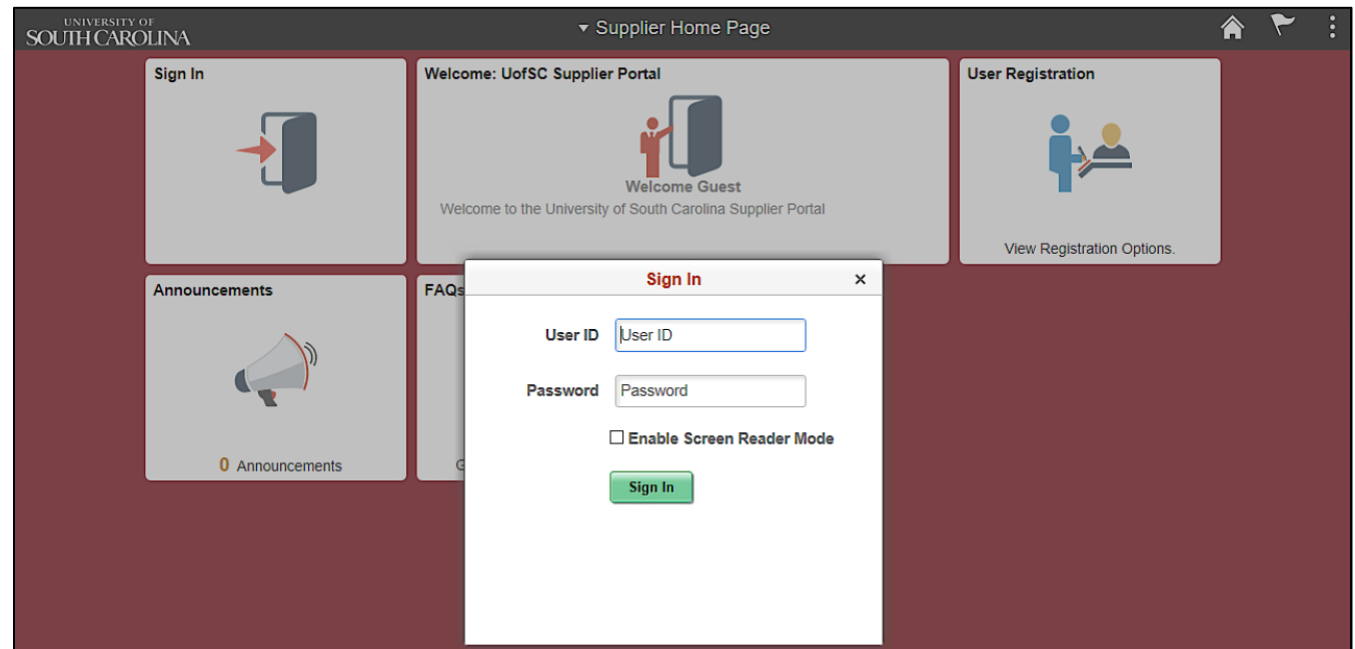 UNIVERSITY OF
SOUTH CAROLINA
Supplier Home Page
Sign In
Welcome: UofSC Supplier Portal
Welcome Guest
Welcome to the University of South Carolina Supplier Portal
User Registration
View Registration Options.
Announcements
0 Announcements
FAQs
G
Sign In
User ID
User ID
Password
Password
Enable Screen Reader Mode
Sign In